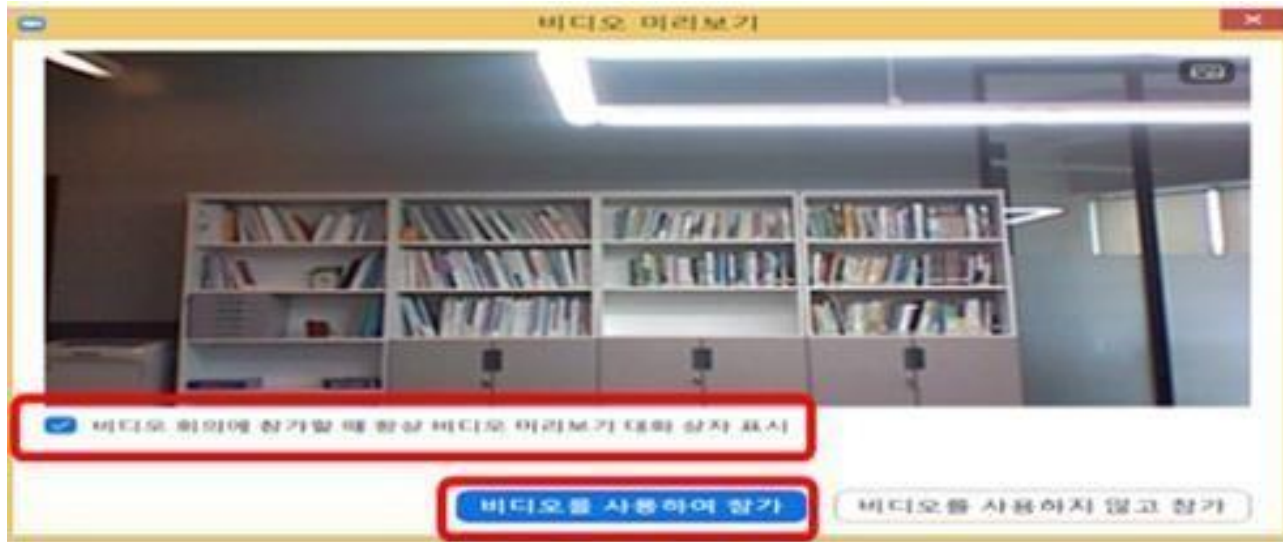 비디오 미리보기
비디오 회의에 참가할 때 항상 비디오 미리보기 대화 상자 표시
비디오를 사용하여 참가
비디오를 사용하지 않고 참가